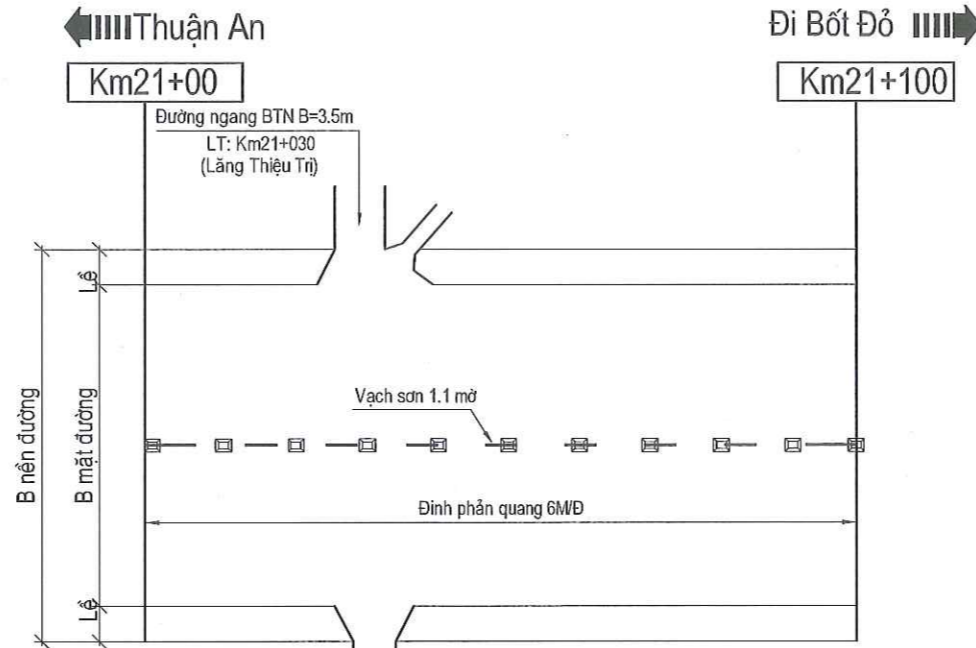 Thuận An
Đi Bốt Đỏ
Km21+00
Km21+100
Đường ngang BTN B=3.5m
LT: Km21+030
(Lăng Thiệu Trị)
Lề
B nền đường
B mặt đường
Vạch sơn 1.1 mờ
Đinh phản quang 6M/Đ
Lề